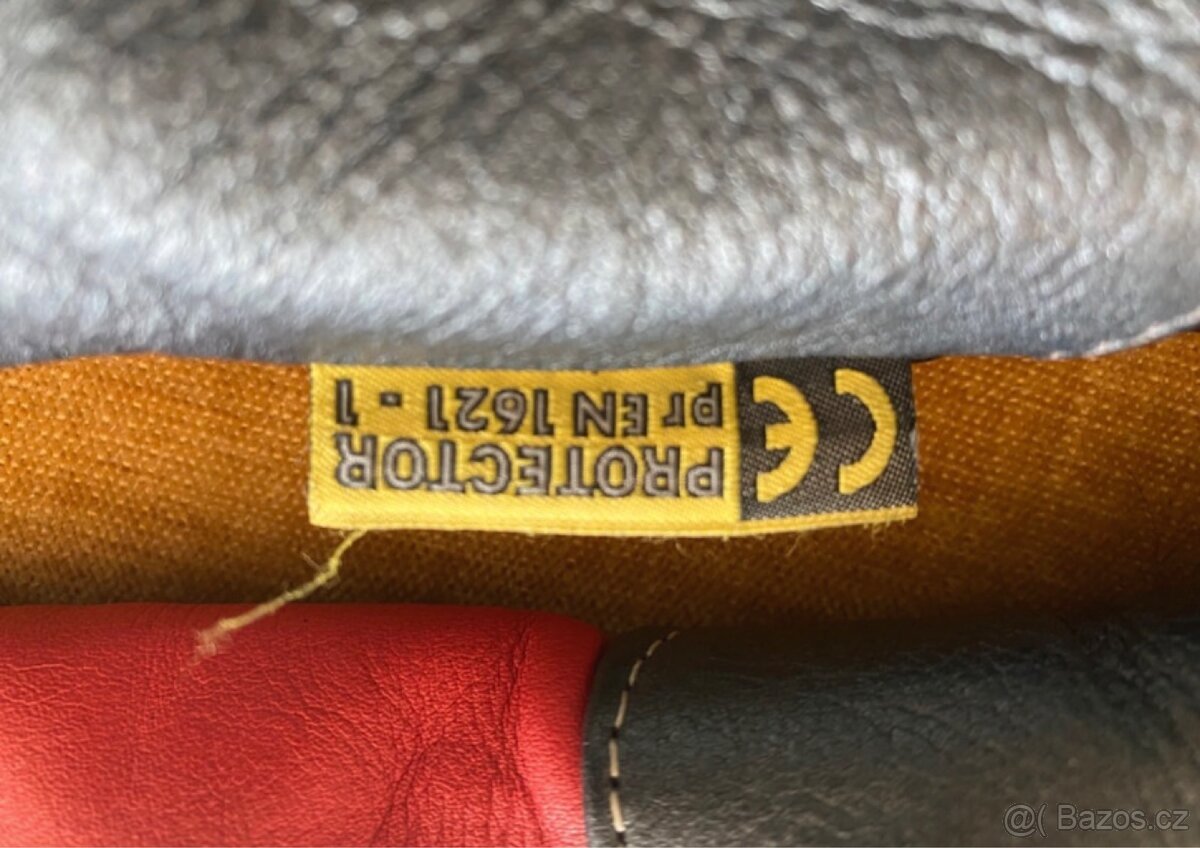 CE
PROTECTOR
pr EN 1621 - 1
@( Bazos.cz